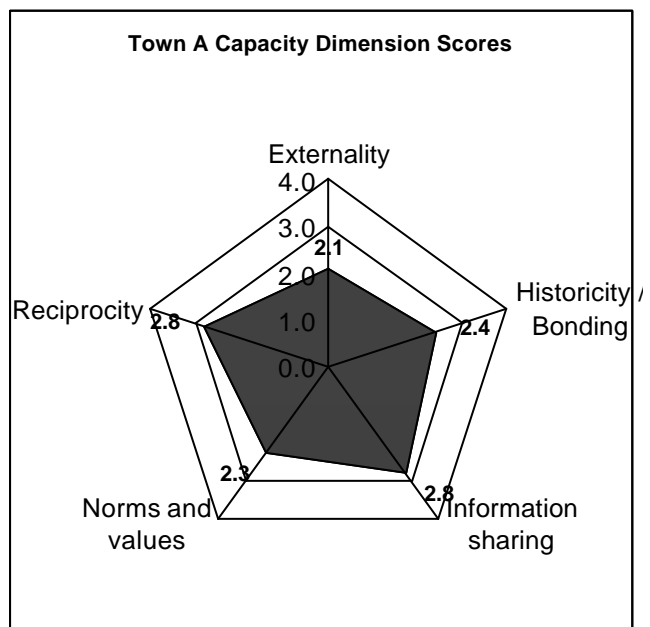 Town A Capacity Dimension Scores
Externality
4.0
3.0
2.1
2.0
Historicity /
Bonding
Reciprocity
2.8
2.4
1.0
0.0
2.3
2.8
Norms and
values
Information
sharing